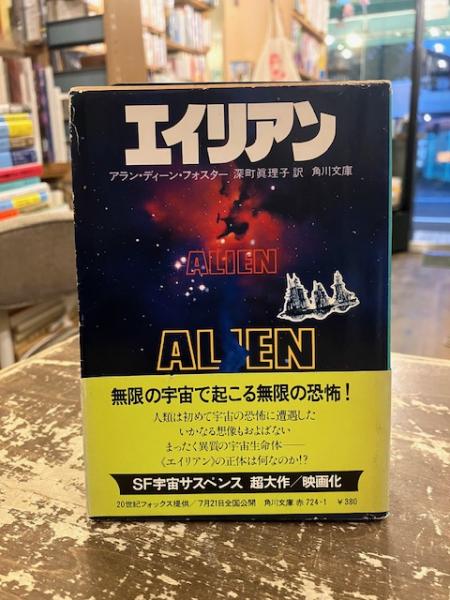 エイリアン
アラン・ディーン・フォスター 深町眞理子 訳 角川文庫
ALIEN
ALIEN
無限の宇宙で起こる無限の恐怖!
人類は初めて宇宙の恐怖に遭遇した
いかなる想像もおよばない
まったく異質の宇宙生命体——
《エイリアン》の正体は何なのか!?
SF宇宙サスペンス 超大作/映画化
20世紀フォックス提供/7月21日全国公開 角川文庫 赤 724-1 ¥380